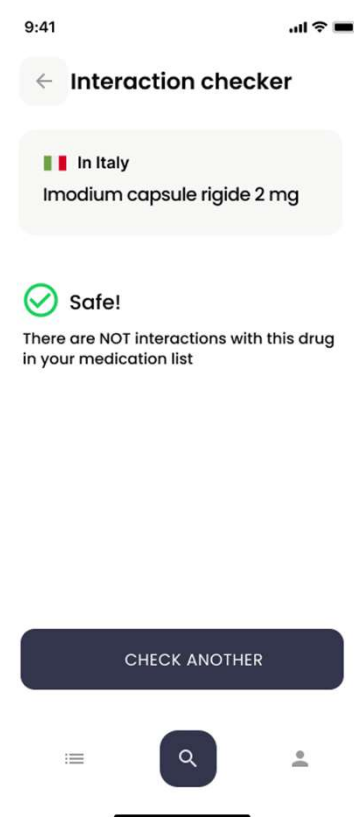 9:41
Interaction checker
In Italy
Imodium capsule rigide 2 mg
Safe!
There are NOT interactions with this drug
in your medication list
CHECK ANOTHER